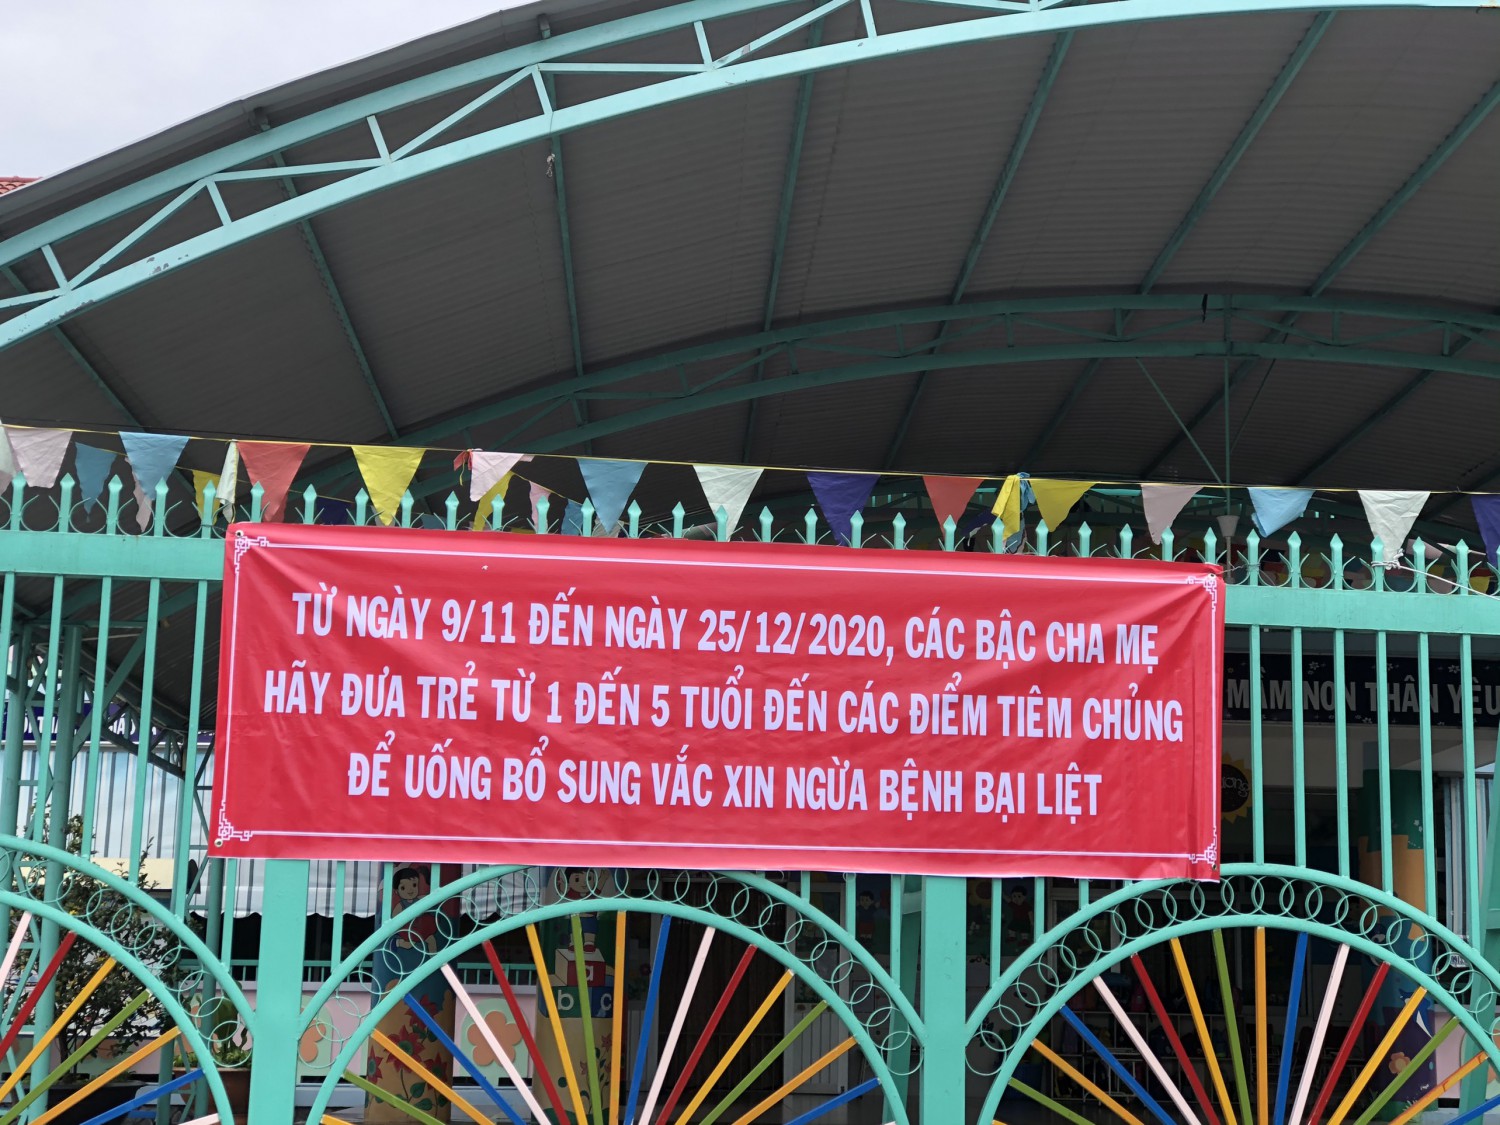 TỪ NGÀY 9/11 ĐẾN NGÀY 25/12/2020, CÁC BẬC CHA MẸ
HÃY ĐƯA TRẺ TỪ 1 ĐẾN 5 TUỔI ĐẾN CÁC ĐIỂM TIÊM CHỦNG
ĐỂ UỐNG BỔ SUNG VẮC XIN NGỪA BỆNH BẠI LIỆT
MẦM NON THÂN YÊU
a
b c